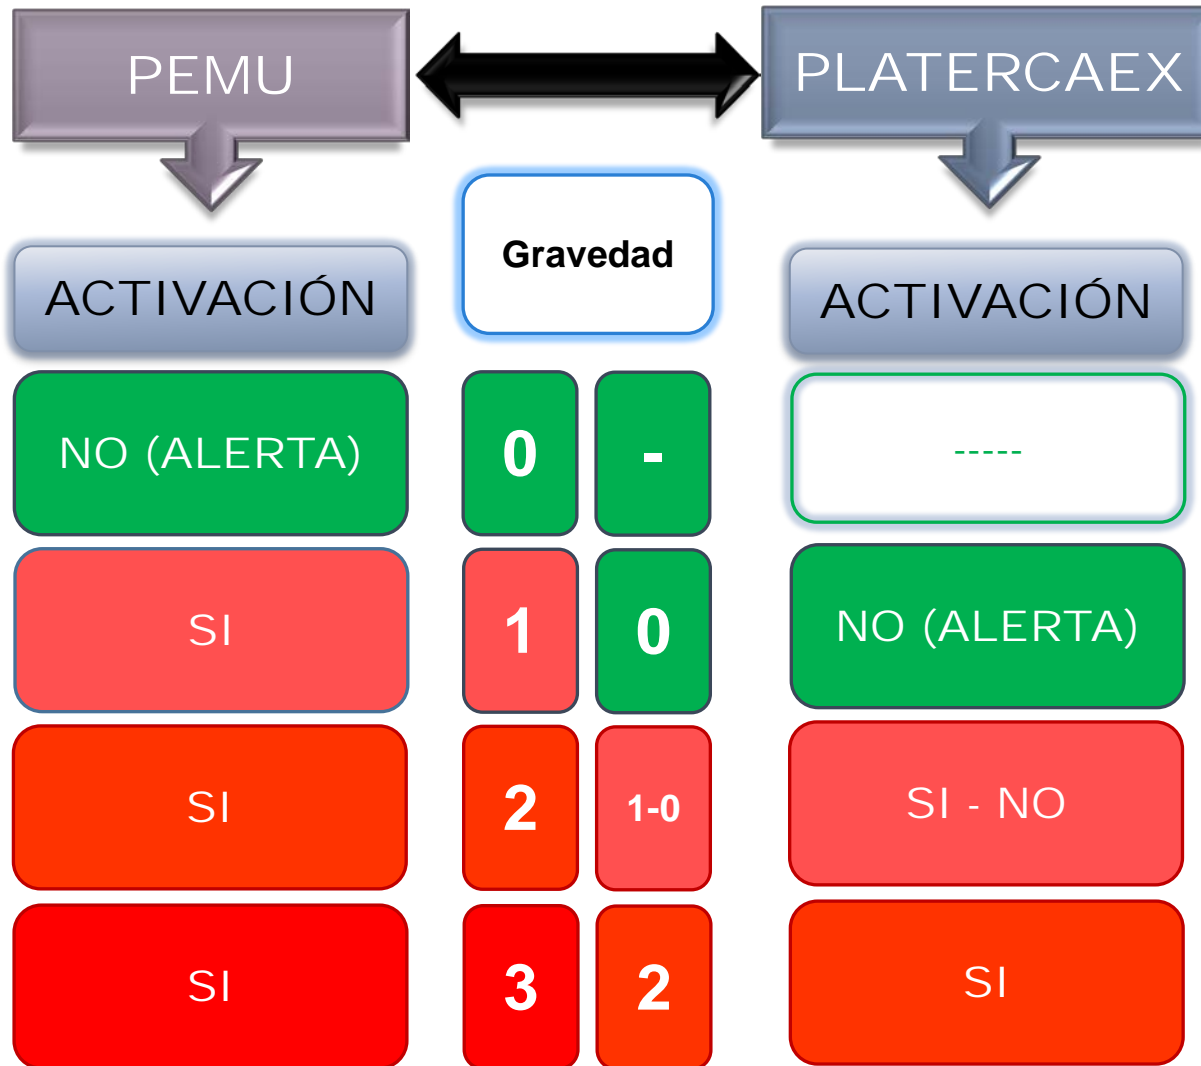 PEMU
PLATERCAEX
Gravedad
ACTIVACIÓN
ACTIVACIÓN
NO (ALERTA)
0
-
-----
SI
1
0
NO (ALERTA)
SI
2
1-0
SI - NO
SI
3
2
SI